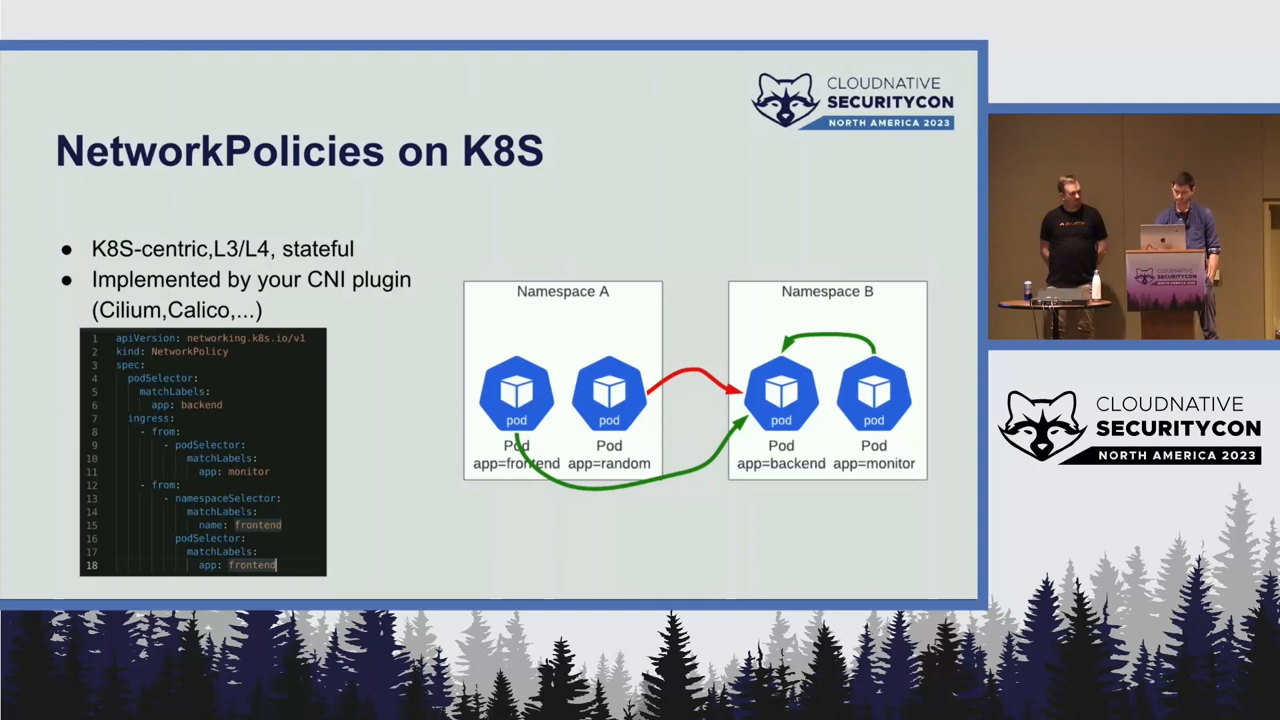 CLOUDNATIVE
SECURITYCON
NORTH AMERICA 2023
NetworkPolicies on K8S
● K8S-centric,L3/L4, stateful
● Implemented by your CNI plugin
(Cilium,Calico,...)
1 apiVersion: networking.k8s.io/v1
2 kind: NetworkPolicy
3 spec:
4 podSelector:
5 matchLabels:
6 app: backend
7 ingress:
8 - from:
9 - podSelector:
10 matchLabels:
11 app: monitor
12 - from:
13 - namespaceSelector:
14 matchLabels:
15 name: frontend
16 podSelector:
17 matchLabels:
18 app: frontend
Namespace A
pod
Pod
app=frontend
pod
Pod
app=random
Namespace B
pod
Pod
app=backend
pod
Pod
app=monitor
CLOUDNATIVE
SECURITYCON
NORTH AMERICA 2023